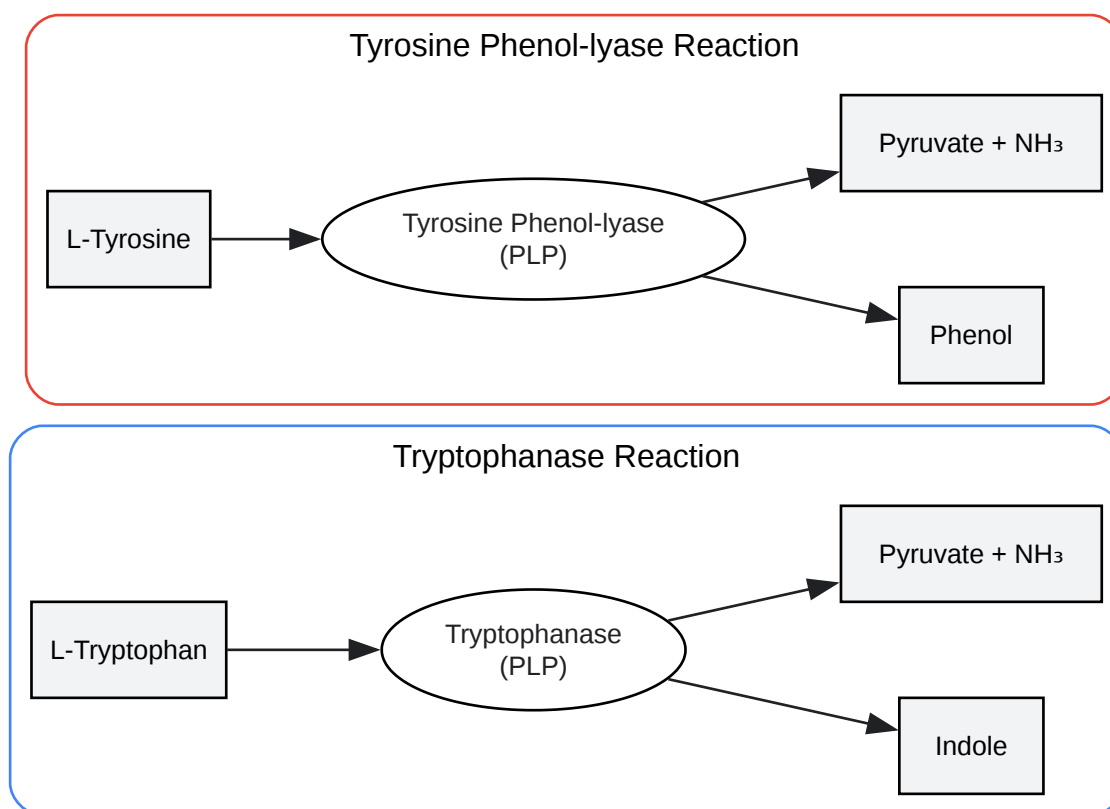 Tyrosine Phenol-lyase Reaction
Pyruvate + NH₃
L-Tyrosine
Tyrosine Phenol-lyase
(PLP)
Phenol
Tryptophanase Reaction
Pyruvate + NH₃
L-Tryptophan
Tryptophanase
(PLP)
Indole